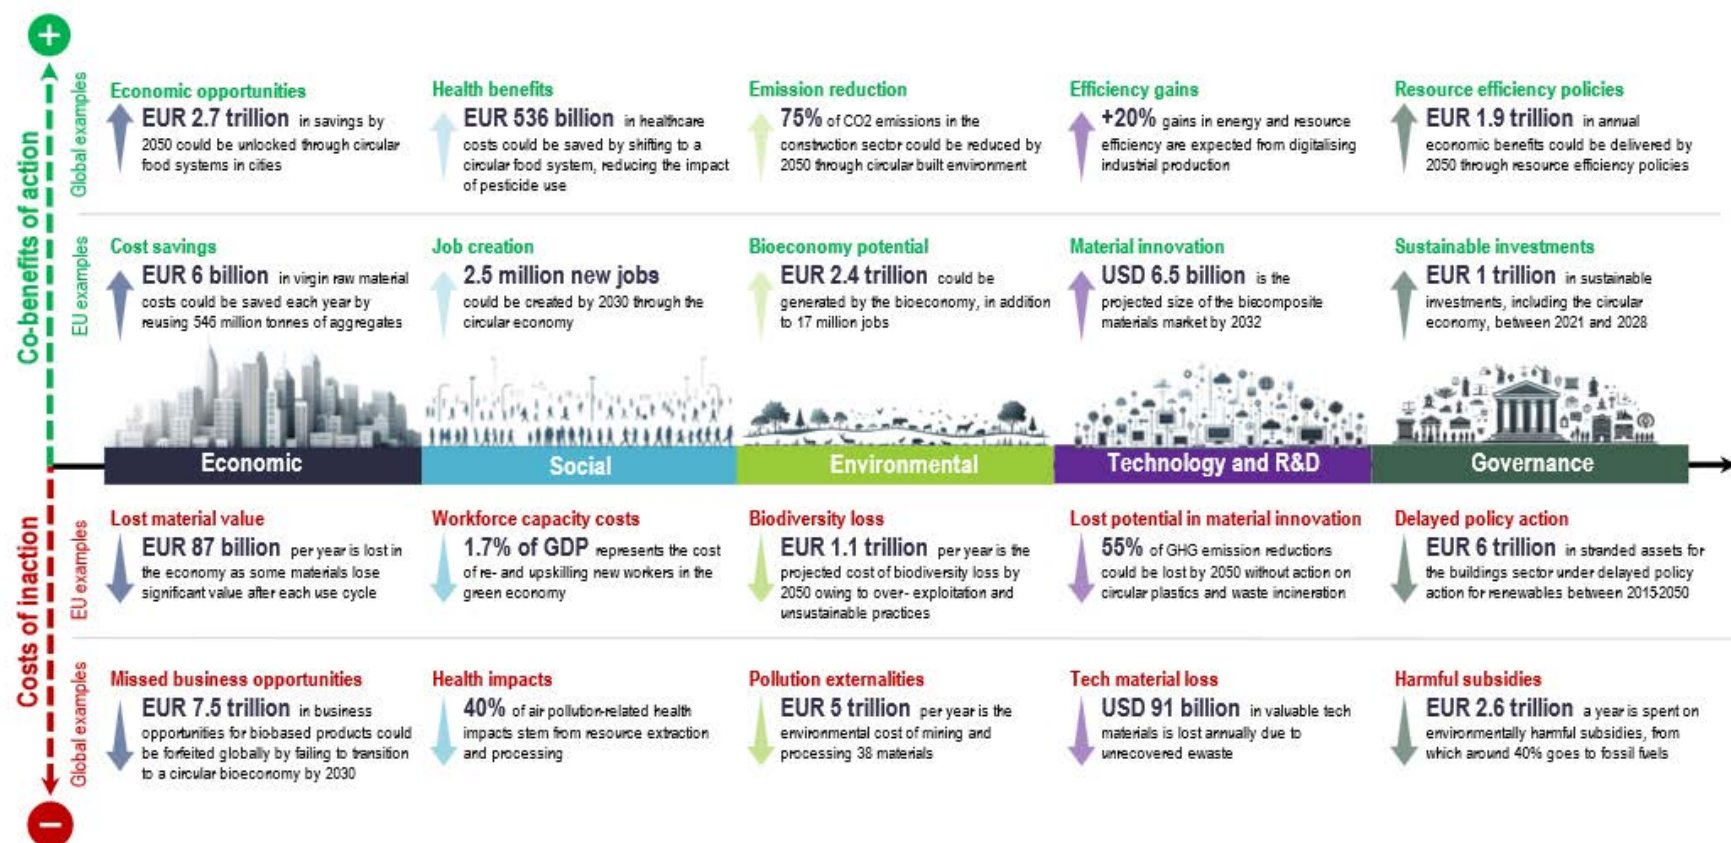 +
Co-benefits of action
Global examples
Economic opportunities
EUR 2.7 trillion in savings by
2050 could be unlocked through circular
food systems in cities
Health benefits
EUR 536 billion in healthcare
costs could be saved by shifting to a
circular food system, reducing the impact
of pesticide use
Emission reduction
75% of CO2 emissions in the
construction sector could be reduced by
2050 through circular built environment
Efficiency gains
+20% gains in energy and resource
efficiency are expected from digitalising
industrial production
Resource efficiency policies
EUR 1.9 trillion in annual
economic benefits could be delivered by
2050 through resource efficiency policies
EU examples
Cost savings
EUR 6 billion in virgin raw material
costs could be saved each year by
reusing 546 million tonnes of aggregates
Job creation
2.5 million new jobs
could be created by 2030 through the
circular economy
Bioeconomy potential
EUR 2.4 trillion could be
generated by the bioeconomy, in addition
to 17 million jobs
Material innovation
USD 6.5 billion is the
projected size of the biocomposite
materials market by 2032
Sustainable investments
EUR 1 trillion in sustainable
investments, including the circular
economy, between 2021 and 2028
Economic
Social
Environmental
Technology and R&D
Governance
Costs of inaction
EU examples
Lost material value
EUR 87 billion per year is lost in
the economy as some materials lose
significant value after each use cycle
Workforce capacity costs
1.7% of GDP represents the cost
of re- and upskilling new workers in the
green economy
Biodiversity loss
EUR 1.1 trillion per year is the
projected cost of biodiversity loss by
2050 owing to over- exploitation and
unsustainable practices
Lost potential in material innovation
55% of GHG emission reductions
could be lost by 2050 without action on
circular plastics and waste incineration
Delayed policy action
EUR 6 trillion in stranded assets for
the buildings sector under delayed policy
action for renewables between 2015-2050
Global examples
Missed business opportunities
EUR 7.5 trillion in business
opportunities for biobased products could
be forfeited globally by failing to transition
to a circular bioeconomy by 2030
Health impacts
40% of air pollution-related health
impacts stem from resource extraction
and processing
Pollution externalities
EUR 5 trillion per year is the
environmental cost of mining and
processing 38 materials
Tech material loss
USD 91 billion in valuable tech
materials is lost annually due to
unrecovered ewaste
Harmful subsidies
EUR 2.6 trillion a year is spent on
environmentally harmful subsidies, from
which around 40% goes to fossil fuels
−